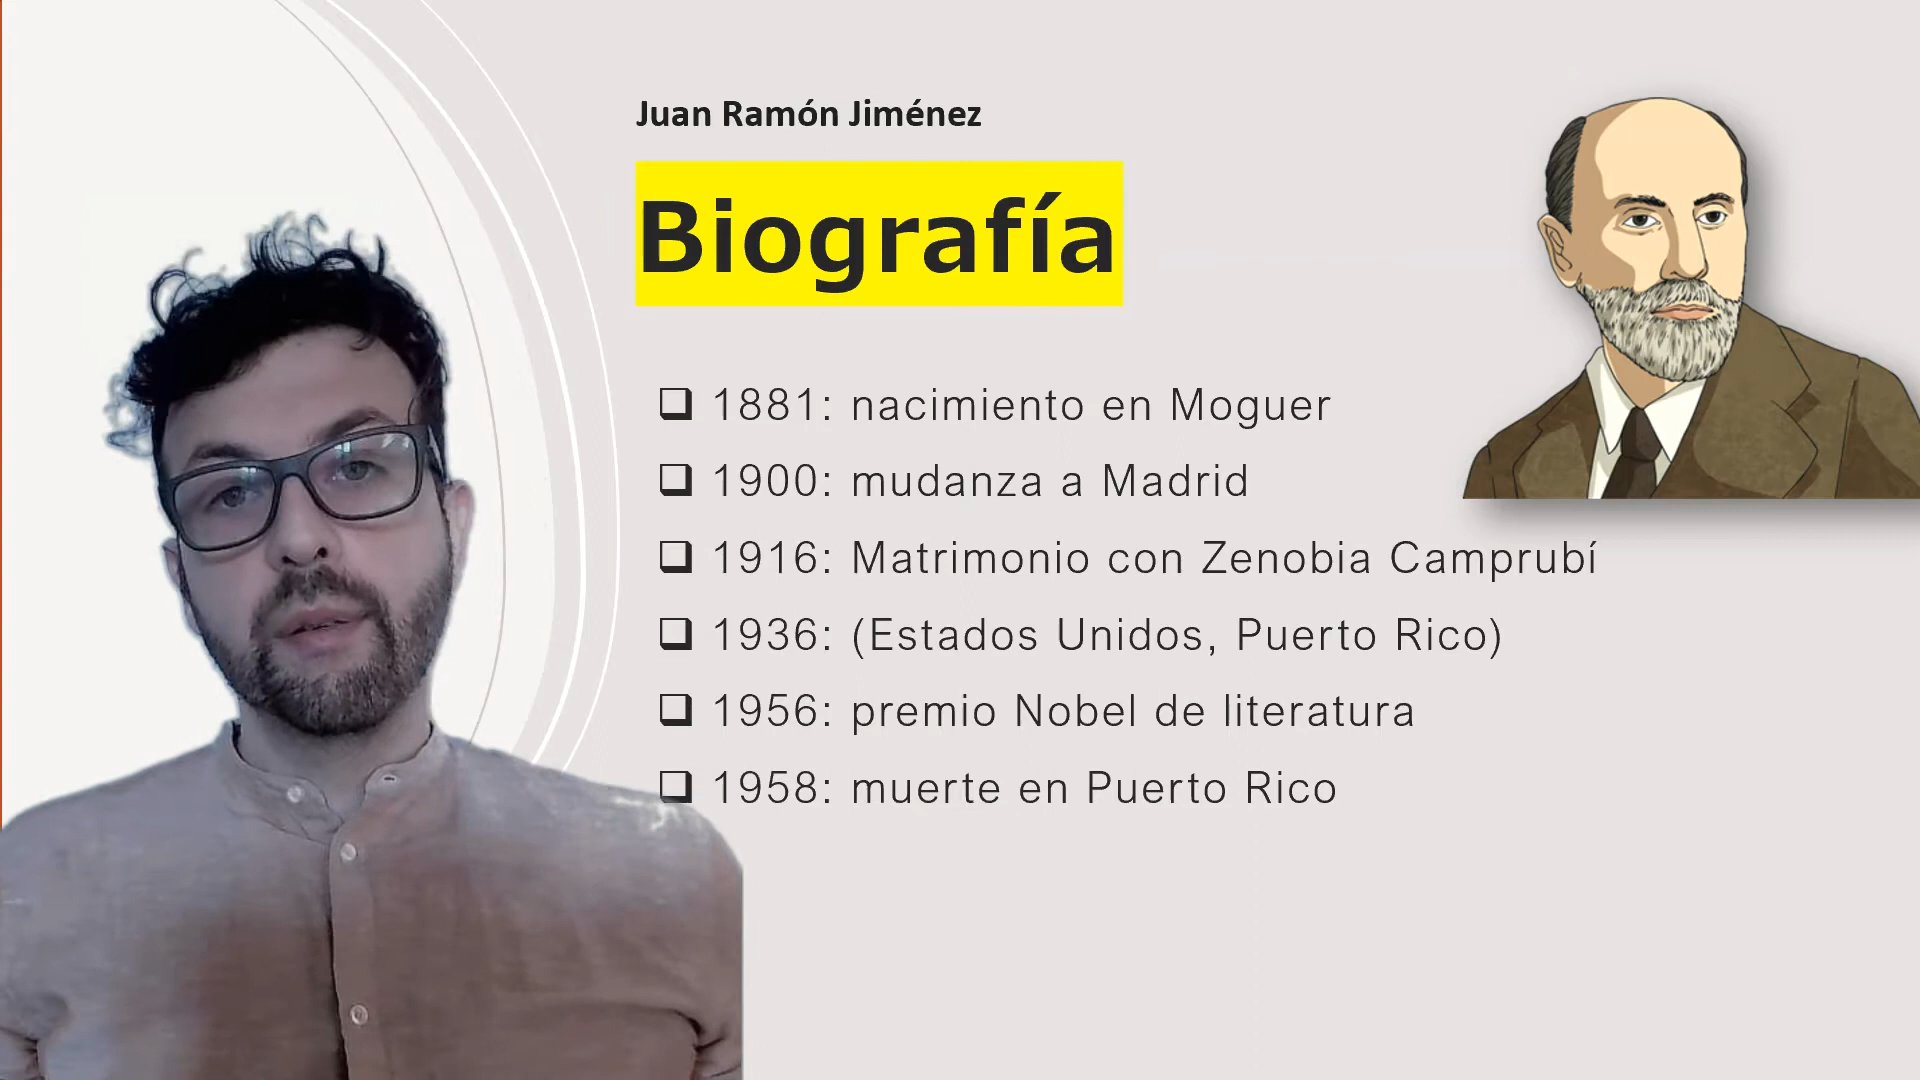 Juan Ramón Jiménez
Biografía
1881: nacimiento en Moguer
1900: mudanza a Madrid
1916: Matrimonio con Zenobia Camprubí
1936: (Estados Unidos, Puerto Rico)
1956: premio Nobel de literatura
1958: muerte en Puerto Rico